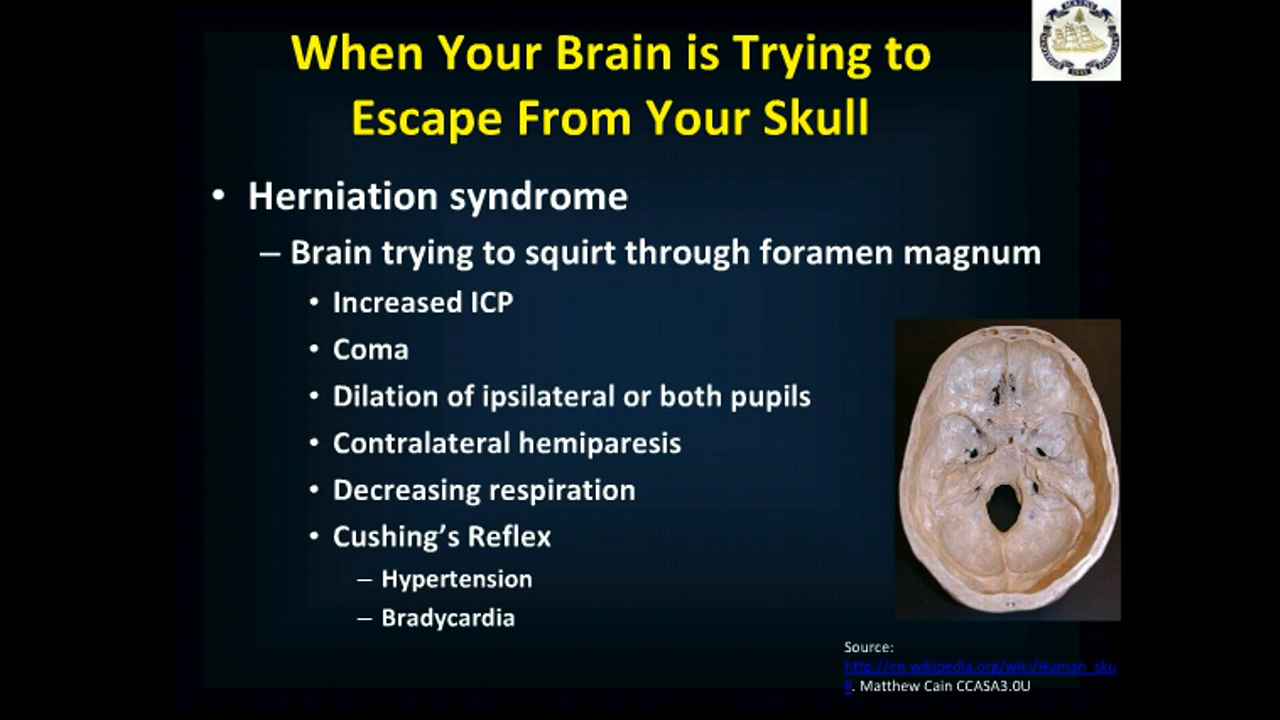 When Your Brain is Trying to
Escape From Your Skull
• Herniation syndrome
– Brain trying to squirt through foramen magnum
• Increased ICP
• Coma
• Dilation of ipsilateral or both pupils
• Contralateral hemiparesis
• Decreasing respiration
• Cushing’s Reflex
– Hypertension
– Bradycardia
Source:
http://en.wikipedia.org/wiki/Human_sku
ll. Matthew Cain CCASA3.0U